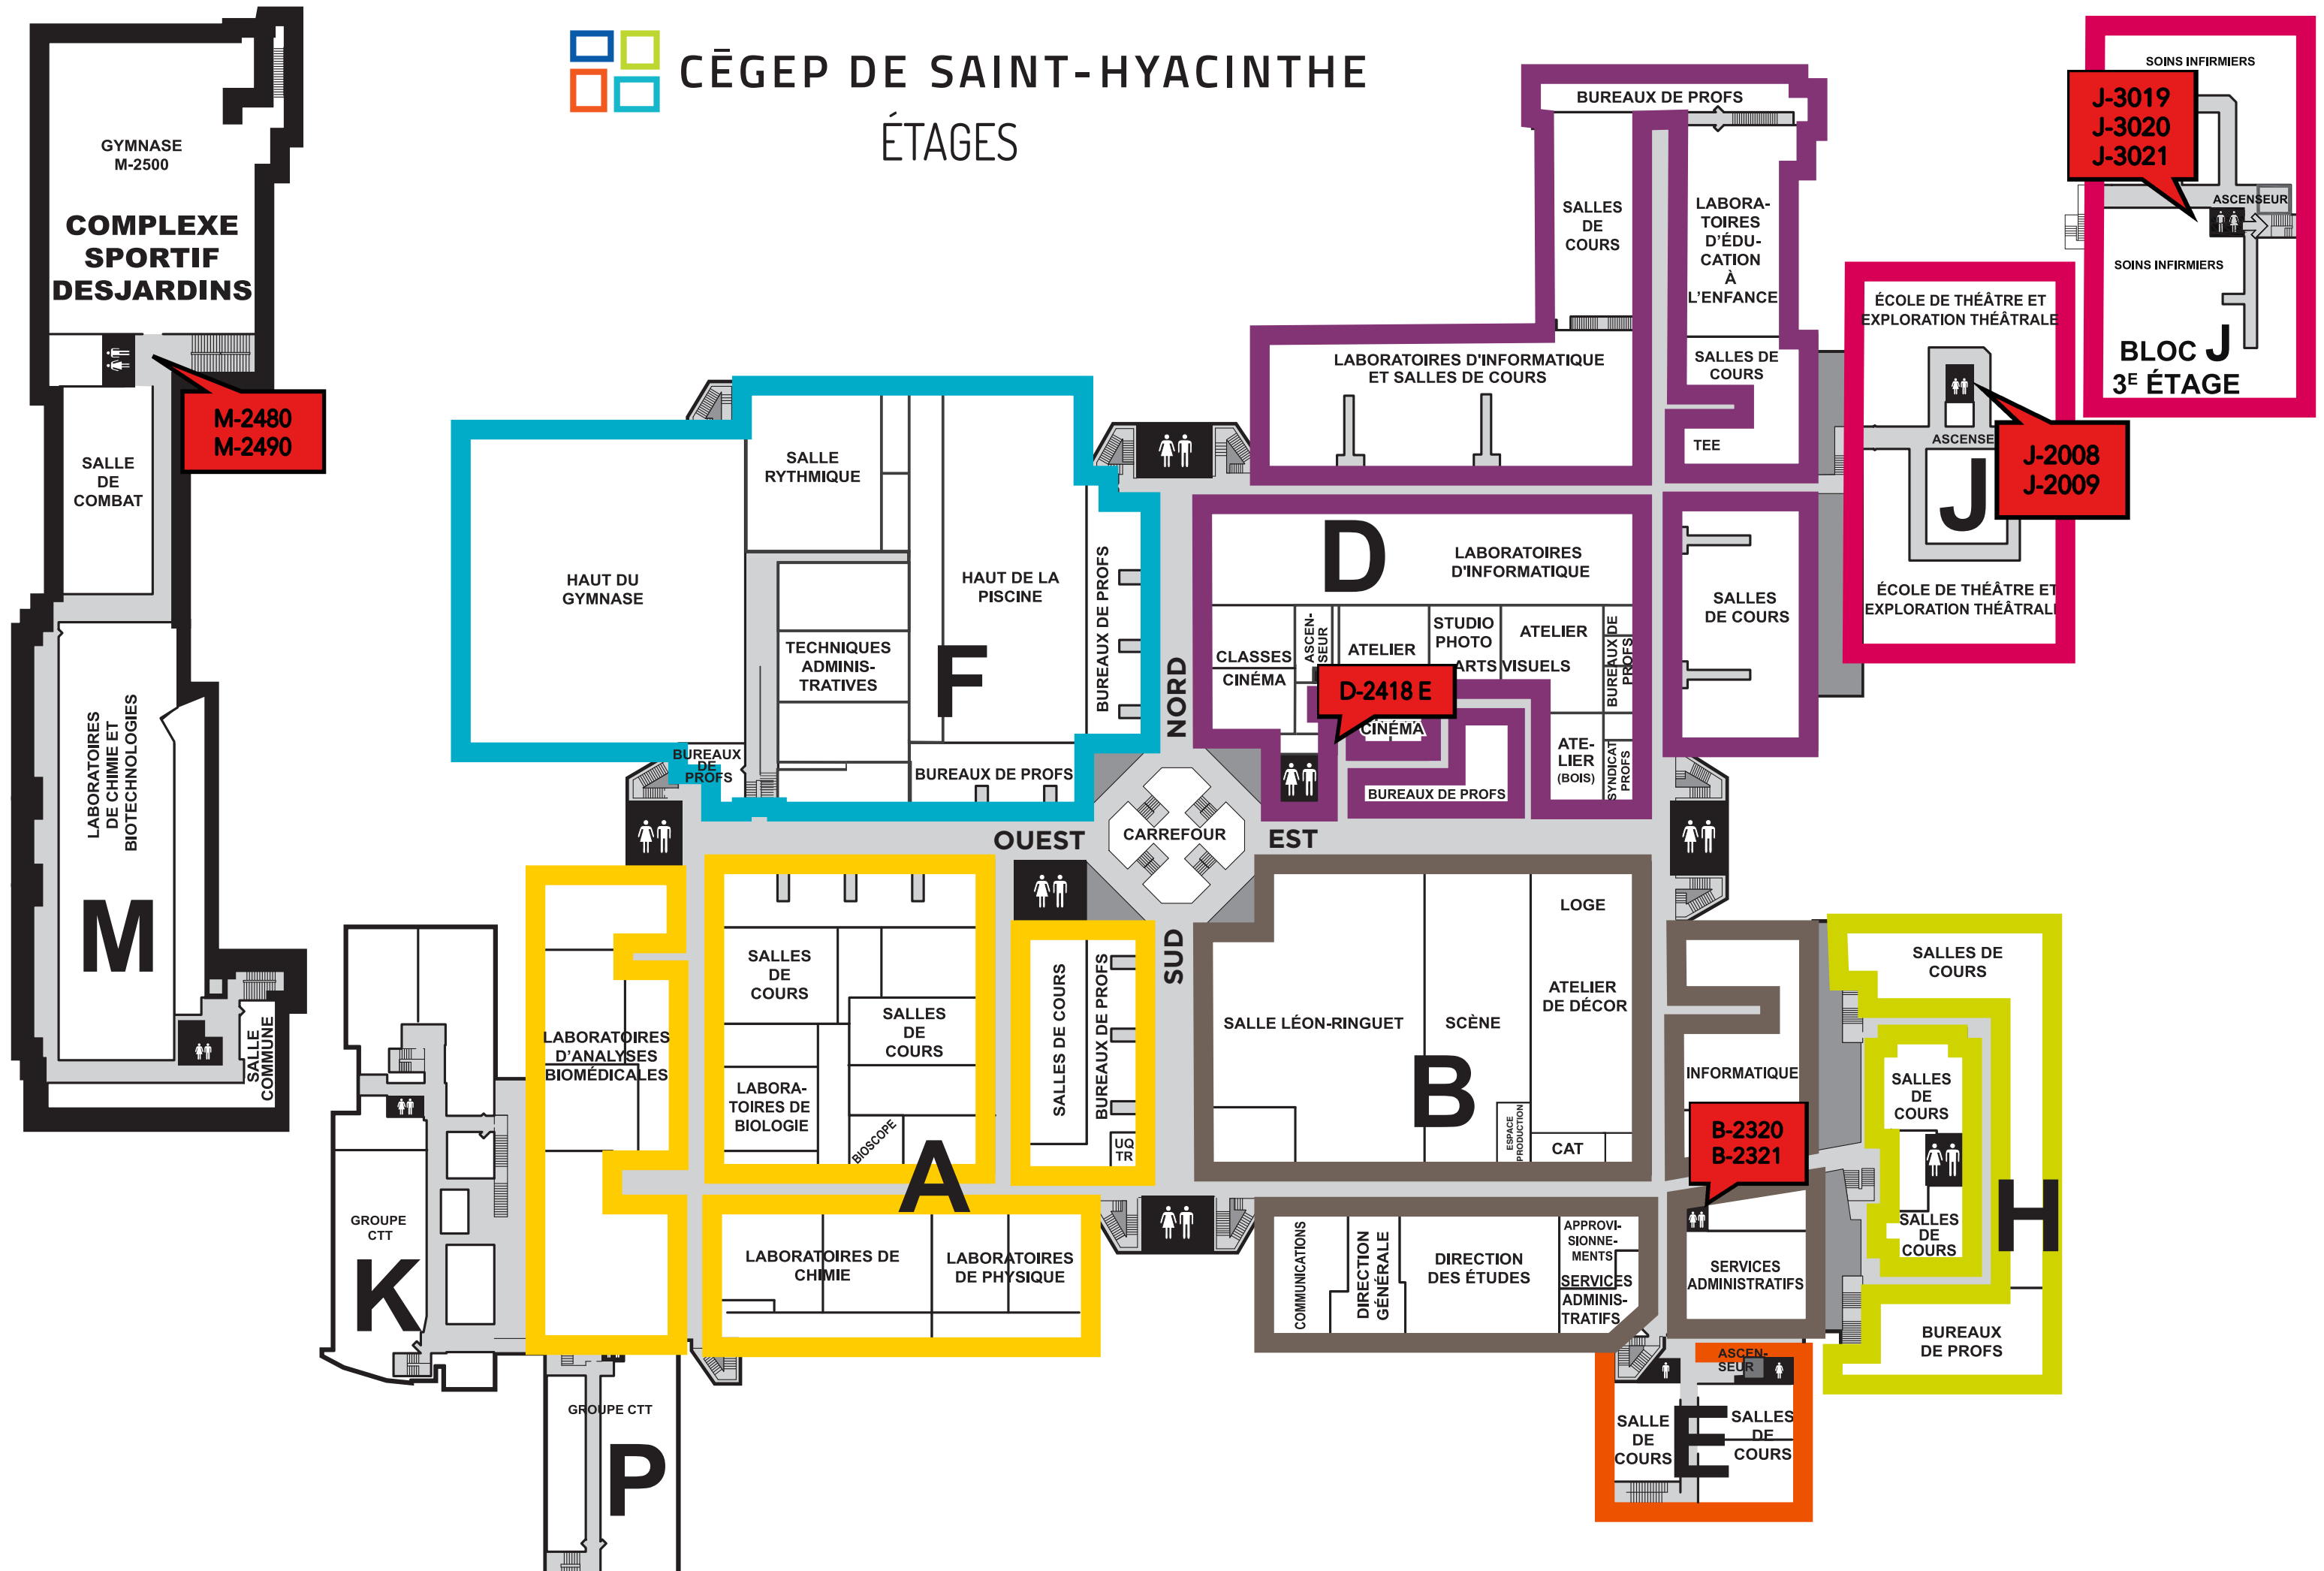 CÉGEP DE SAINT-HYACINTHE
ÉTAGES
GYMNASE
M-2500
COMPLEXE
SPORTIF
DESJARDINS
M-2480
M-2490
SALLE
DE
COMBAT
LABORATOIRES
DE CHIMIE ET
BIOTECHNOLOGIES
M
SALLE
COMMUNE
HAUT DU
GYMNASE
SALLE
RYTHMIQUE
TECHNIQUES
ADMINIS-
TRATIVES
F
HAUT DE LA
PISCINE
BUREAUX DE PROFS
BUREAUX
DE
PROFS
BUREAUX DE PROFS
NORD
OUEST
CARREFOUR
EST
SUD
BUREAUX DE PROFS
SALLES
DE
COURS
LABORA-
TOIRES
D'ÉDU-
CATION
À
L'ENFANCE
LABORATOIRES D'INFORMATIQUE
ET SALLES DE COURS
SALLES DE
COURS
TEE
D
LABORATOIRES
D'INFORMATIQUE
CLASSES
CINÉMA
ASCEN-
SEUR
ATELIER
STUDIO
PHOTO
ATELIER
ARTS VISUELS
BUREAUX DE
PROFS
D-2418 E
CINÉMA
BUREAUX DE PROFS
ATE-
LIER
(BOIS)
SYNDICAT
PROFS
SALLES
DE COURS
SOINS INFIRMIERS
J-3019
J-3020
J-3021
ASCENSEUR
SOINS INFIRMIERS
BLOC J
3E ÉTAGE
ÉCOLE DE THÉÂTRE ET
EXPLORATION THÉÂTRALE
ASCENSE
J-2008
J-2009
J
ÉCOLE DE THÉÂTRE ET
EXPLORATION THÉÂTRALE
LABORATOIRES
D'ANALYSES
BIOMÉDICALES
SALLES
DE
COURS
SALLES
DE
COURS
LABORA-
TOIRES DE
BIOLOGIE
BIOSCOPE
A
SALLES DE COURS
BUREAUX DE PROFS
UQ
TR
LABORATOIRES DE
CHIMIE
LABORATOIRES
DE PHYSIQUE
GROUPE
CTT
K
GROUPE CTT
P
SALLE LÉON-RINGUET
SCÈNE
LOGE
ATELIER
DE DÉCOR
B
ESPACE
PRODUCTION
CAT
INFORMATIQUE
B-2320
B-2321
COMMUNICATIONS
DIRECTION
GÉNÉRALE
DIRECTION
DES ÉTUDES
APPROVI-
SIONNE-
MENTS
SERVICES
ADMINIS-
TRATIFS
SERVICES
ADMINISTRATIFS
SALLES DE
COURS
SALLES
DE
COURS
SALLES
DE
COURS
H
BUREAUX
DE PROFS
ASCEN-
SEUR
SALLE
DE
COURS
E
SALLES
DE
COURS